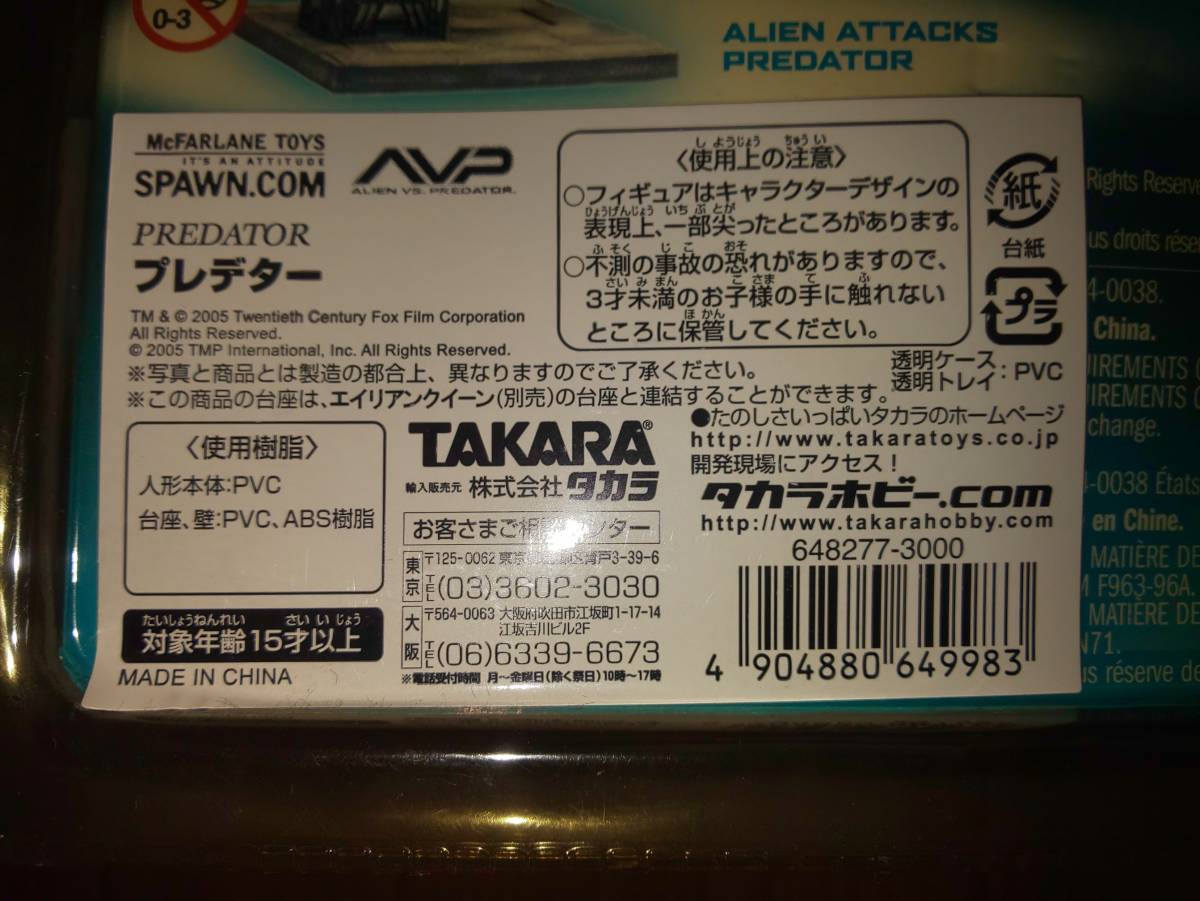 0-3
ALIEN ATTACKS
PREDATOR
McFARLANE TOYS
IT'S AN ATTITUDE
SPAWN.COM
AVP
ALIEN VS. PREDATOR.
PREDATOR
プレデター
TM & © 2005 Twentieth Century Fox Film Corporation
All Rights Reserved.
© 2005 TMP International, Inc. All Rights Reserved.
しようじょう ちゅうい
〈使用上の注意〉
○フィギュアはキャラクターデザインの
ひょうげんじょう いちぶとが
表現上、一部尖ったところがあります。
ふそく じこ おそ
○不測の事故の恐れがありますので、
さいみまん こさま て ふ
3才未満のお子様の手に触れない
ほかん
ところに保管してください。
紙
台紙
プラ
透明ケース
透明トレイ:PVC
※写真と商品とは製造の都合上、異なりますのでご了承ください。
※この商品の台座は、エイリアンクイーン(別売)の台座と連結することができます。
〈使用樹脂〉
人形本体:PVC
台座、壁:PVC、ABS樹脂
たいしょうねんれい さいいじょう
対象年齢15才以上
MADE IN CHINA
TAKARA®
輸入販売元 株式会社タカラ
お客さまご相 ンター
東京
〒125-0062 東京 区青戸3-39-6
TEL(03)3602-3030
大阪
〒564-0063 大阪府吹田市江坂町1-17-14
江坂吉川ビル2F
TEL(06)6339-6673
※電話受付時間 月～金曜日(除く祭日)10時～17時
●たのしさいっぱいタカラのホームページ
http://www.takaratoys.co.jp
開発現場にアクセス!
タカラホビー.com
http://www.takarahobby.com
648277-3000
4 904880 649983
Rights Reserve
us droits rése
4-0038.
China.
IREMENTS
IREMENTS
change.
-0038 États
en Chine.
MATIÈRE DE
F963-96A.
MATIÈRE DE
N71.
us réserve de